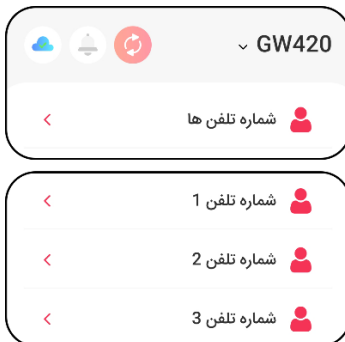 GW420
شماره تلفن ها
شماره تلفن 1
شماره تلفن 2
شماره تلفن 3